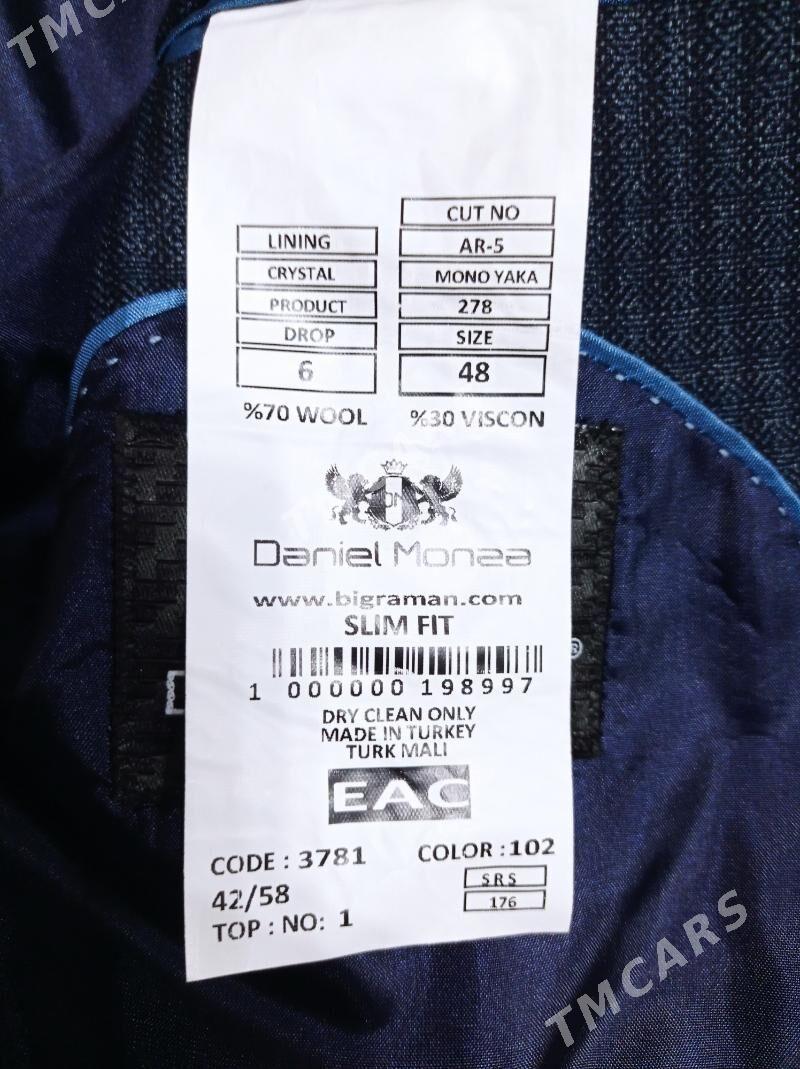 TMCARS
CUT NO
LINING AR-5
CRYSTAL MONO YAKA
PRODUCT 278
DROP SIZE
6 48
%70 WOOL %30 VISCON
Daniel Monza
www.bigraman.com
SLIM FIT
1 000000 198997
DRY CLEAN ONLY
MADE IN TURKEY
TURK MALI
EAC
CODE : 3781 COLOR :102
42/58 SRS
TOP : NO: 1 176
TMCARS